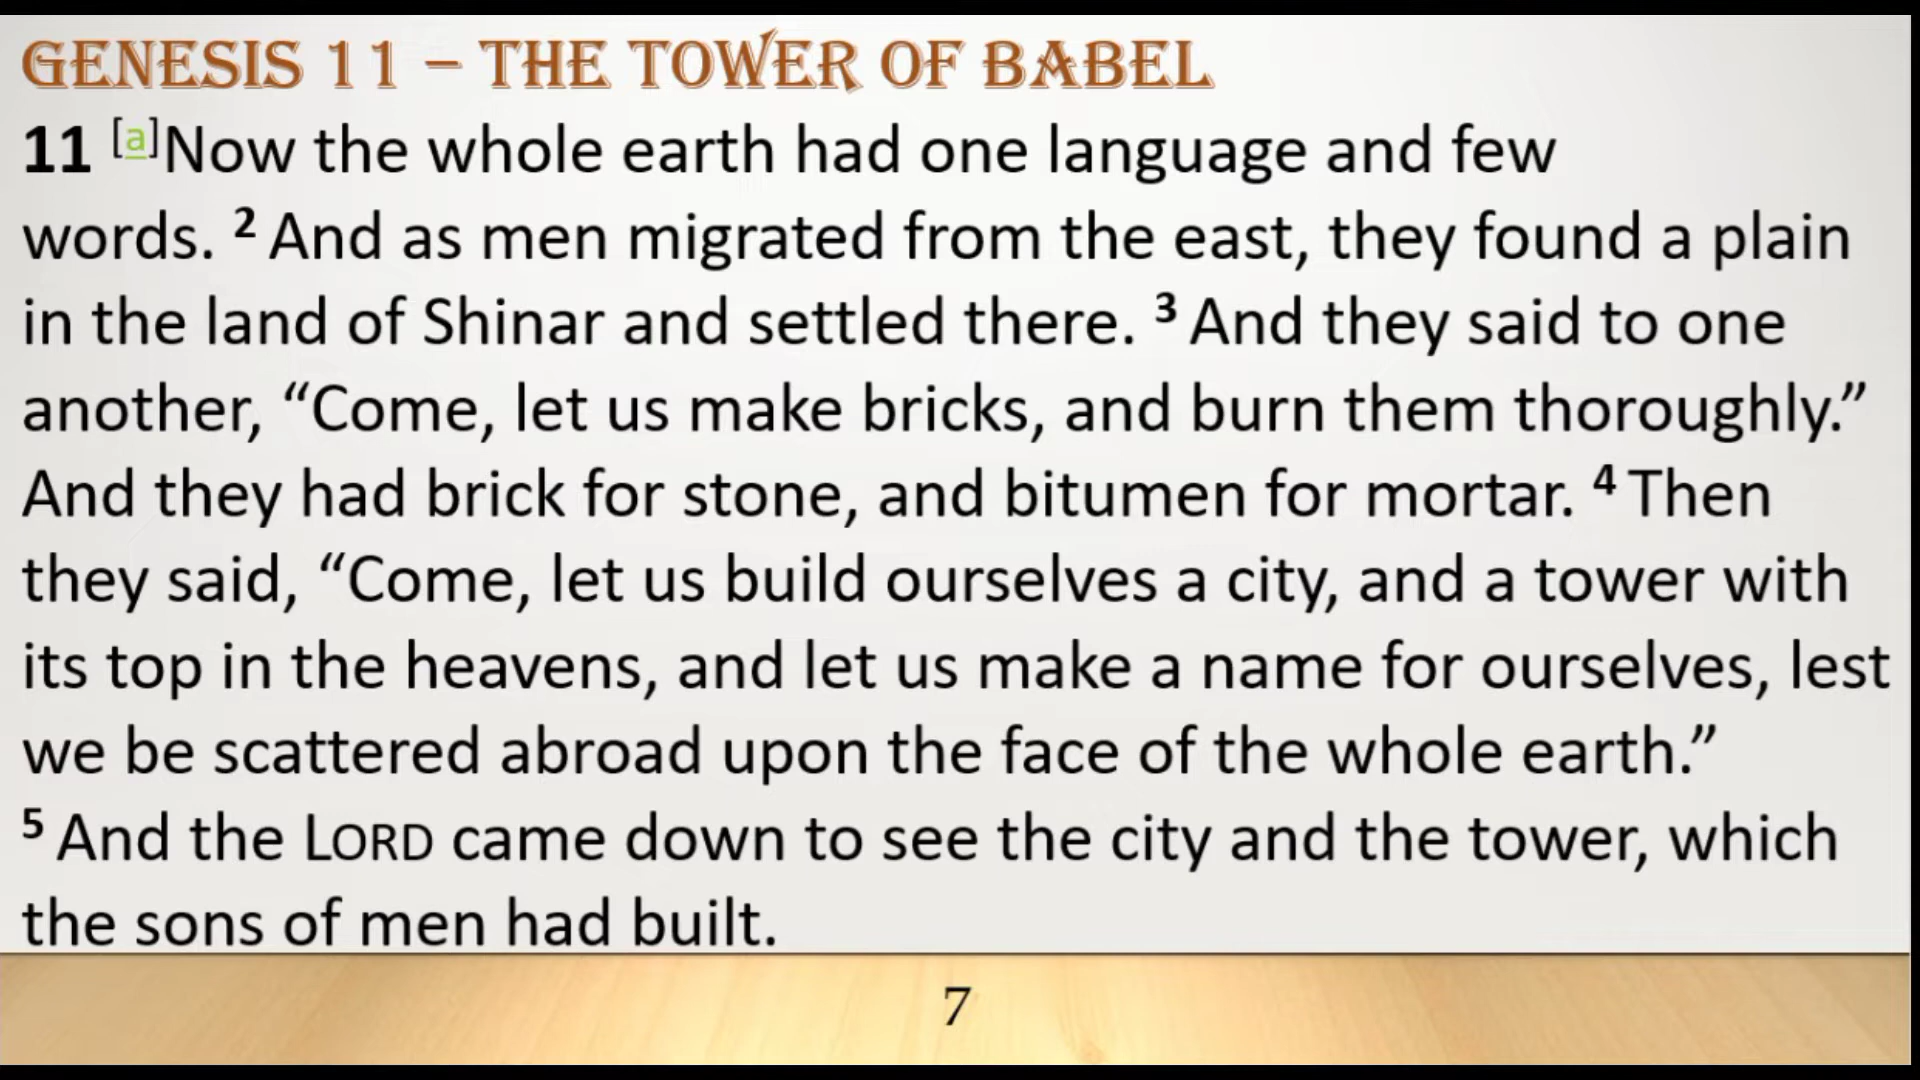 GENESIS 11 – THE TOWER OF BABEL
11 [a]Now the whole earth had one language and few
words. 2 And as men migrated from the east, they found a plain
in the land of Shinar and settled there. 3 And they said to one
another, “Come, let us make bricks, and burn them thoroughly.”
And they had brick for stone, and bitumen for mortar. 4 Then
they said, “Come, let us build ourselves a city, and a tower with
its top in the heavens, and let us make a name for ourselves, lest
we be scattered abroad upon the face of the whole earth.”
5 And the LORD came down to see the city and the tower, which
the sons of men had built.
7